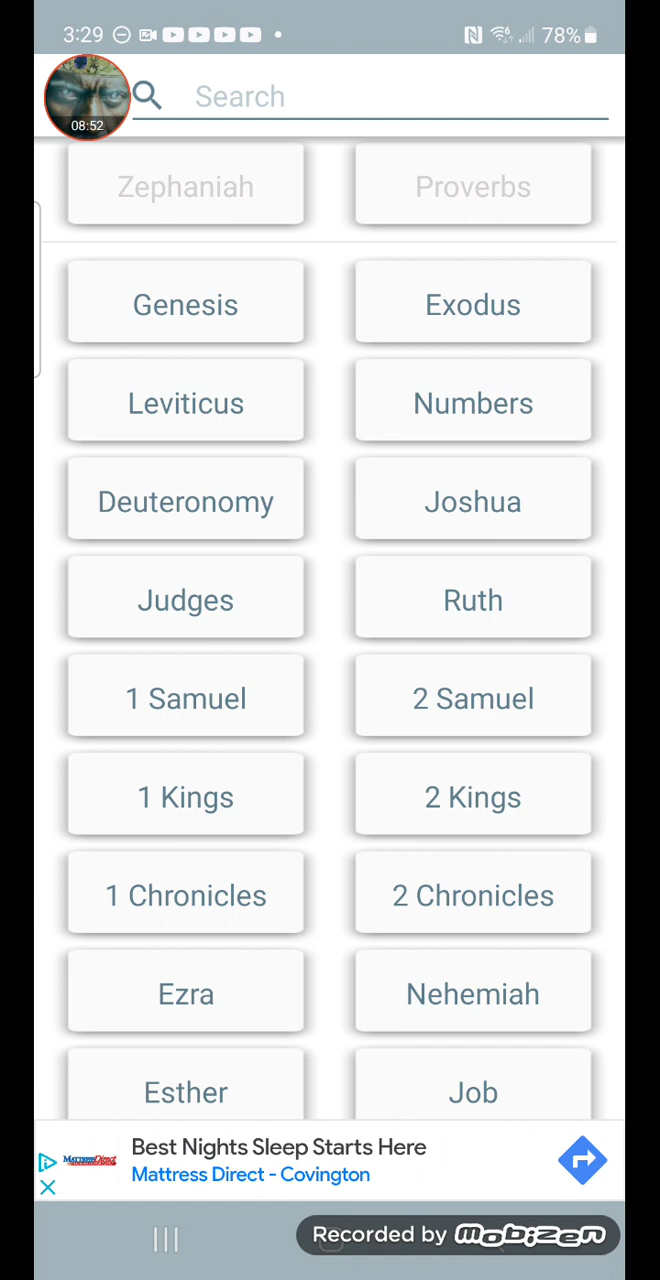 3:29 78%
Search
08:52
Zephaniah Proverbs
Genesis Exodus
Leviticus Numbers
Deuteronomy Joshua
Judges Ruth
1 Samuel 2 Samuel
1 Kings 2 Kings
1 Chronicles 2 Chronicles
Ezra Nehemiah
Esther Job
Best Nights Sleep Starts Here
MATTRESS Direct
Mattress Direct - Covington
Recorded by mobizen